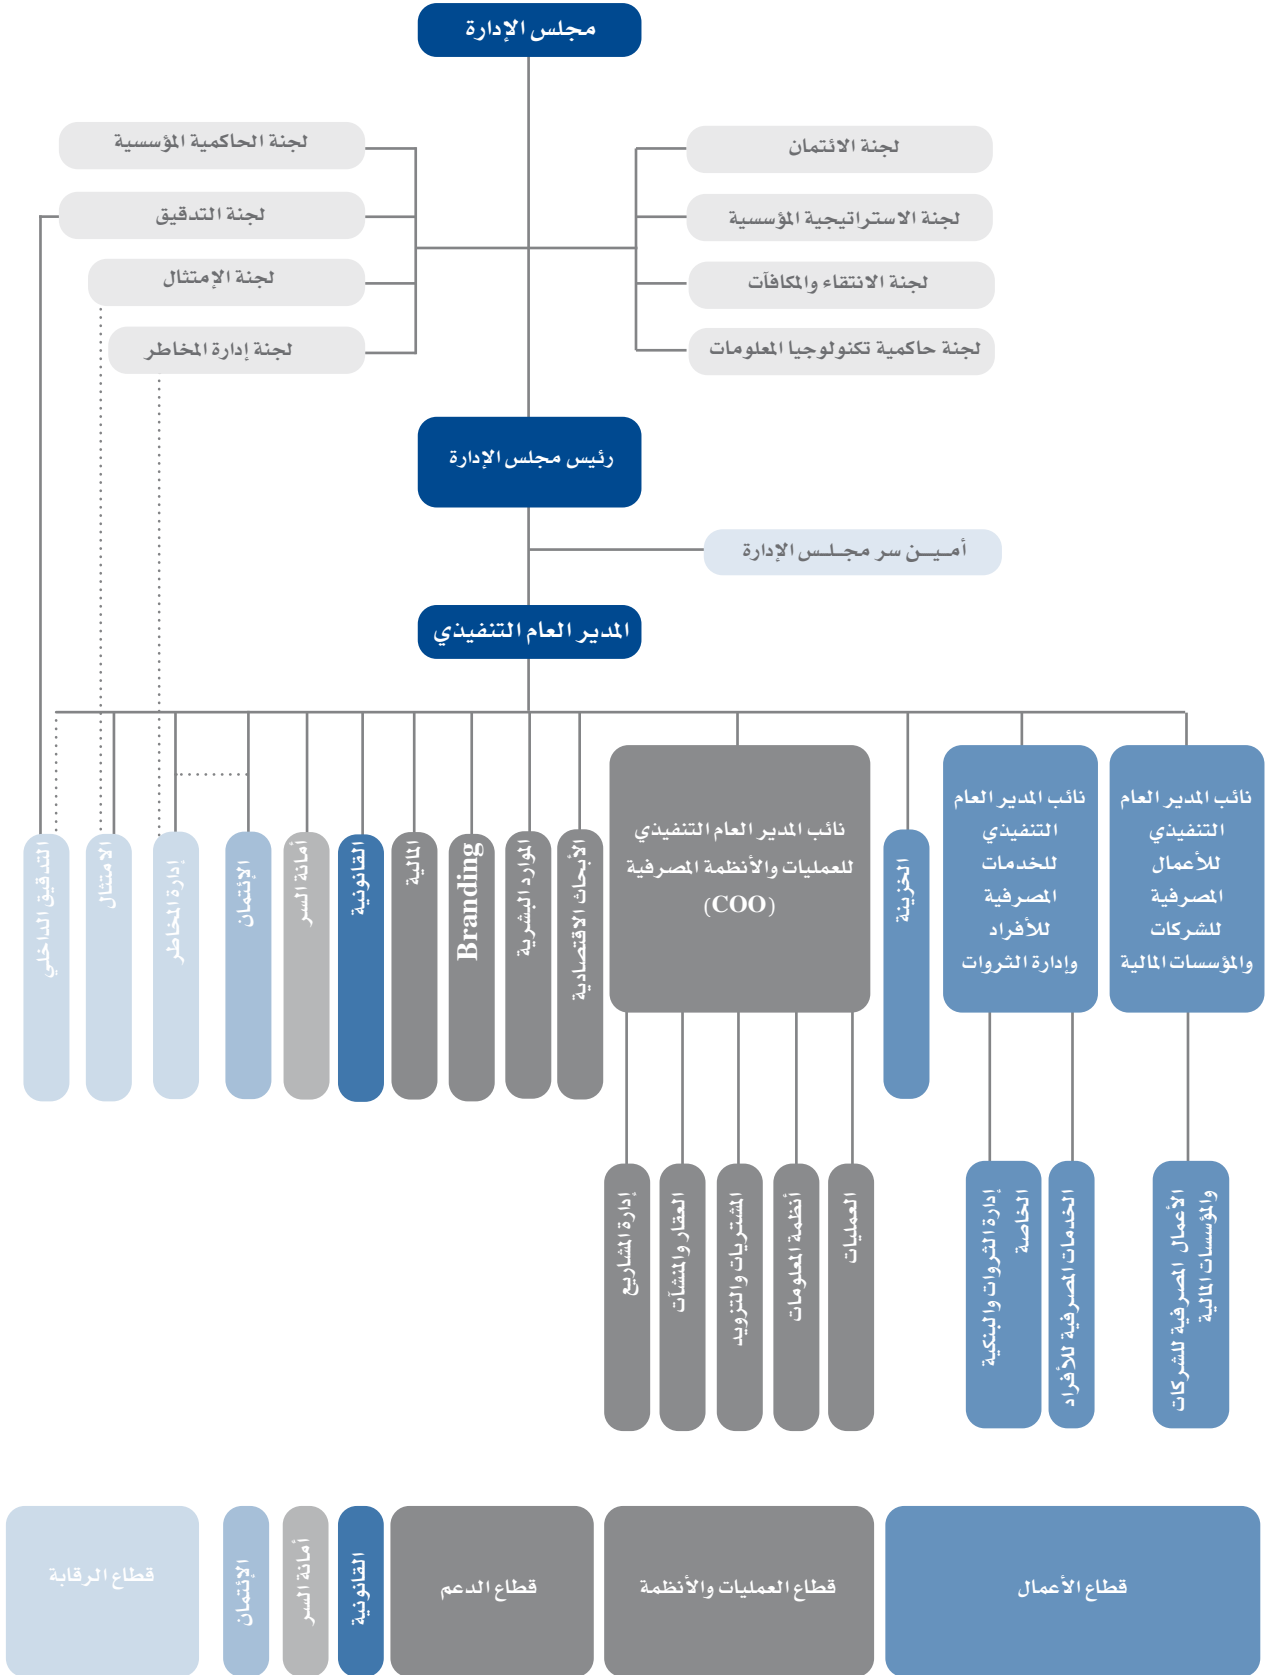 مجلس الإدارة
لجنة الائتمان
لجنة الاستراتيجية المؤسسية
لجنة الانتقاء والمكافآت
لجنة حاكمية تكنولوجيا المعلومات
لجنة الحاكمية المؤسسية
لجنة التدقيق
لجنة الإمتثال
لجنة إدارة المخاطر
رئيس مجلس الإدارة
أمـيـــن سر مجـلـس الإدارة
المدير العام التنفيذي
نائب المدير العام
التنفيذي
للأعمال
المصرفية
للشركات
والمؤسسات المالية
نائب المدير العام
التنفيذي
للخدمات
المصرفية
للأفراد
وإدارة الثروات
الخزينة
نائب المدير العام التنفيذي
للعمليات والأنظمة المصرفية
(COO)
الأبحاث الاقتصادية
الموارد البشرية
Branding
المالية
القانونية
أمانة السر
الإئتمان
إدارة المخاطر
الامتثال
التدقيق الداخلي
الأعمال المصرفية للشركات
والمؤسسات المالية
الخدمات المصرفية للأفراد
إدارة الثروات والبنكية
الخاصة
العمليات
أنظمة المعلومات
المشتريات والتزويد
العقار والمنشآت
إدارة المشاريع
قطاع الأعمال
قطاع العمليات والأنظمة
قطاع الدعم
القانونية
أمانة السر
الإئتمان
قطاع الرقابة